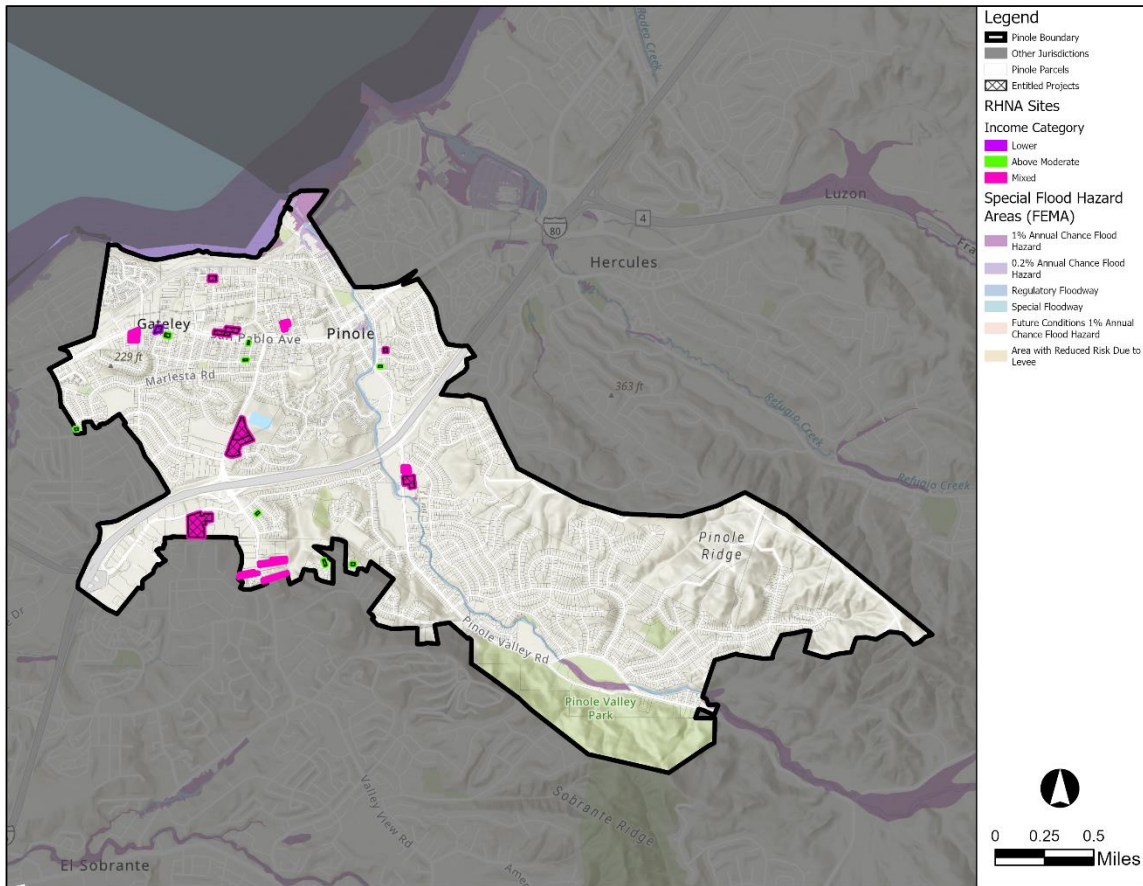 Rodeo Creek
Luzon
4
80
Hercules
Gateley
San Pablo Ave
Pinole
229 ft
Marlesta Rd
363 ft
Refugio Creek
Refugio Creek
Pinole
Ridge
Pinole Valley Rd
Pinole Valley
Park
Valley View Rd
Sobrante Ridge
El Sobrante
Legend
Pinole Boundary
Other Jurisdictions
Pinole Parcels
Entitled Projects
RHNA Sites
Income Category
Lower
Above Moderate
Mixed
Special Flood Hazard
Areas (FEMA)
1% Annual Chance Flood
Hazard
0.2% Annual Chance Flood
Hazard
Regulatory Floodway
Special Floodway
Future Conditions 1% Annual
Chance Flood Hazard
Area with Reduced Risk Due to
Levee
0 0.25 0.5
Miles